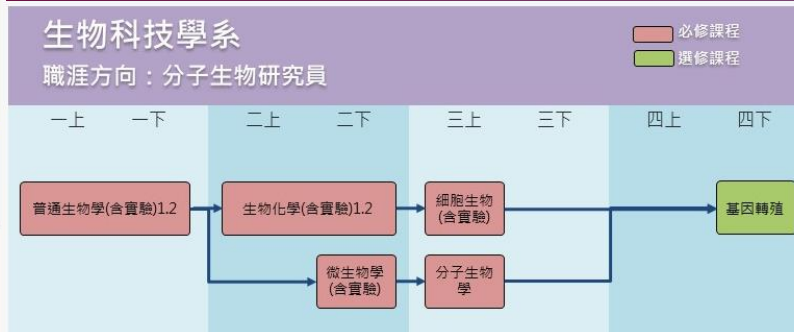 生物科技學系
職涯方向：分子生物研究員
必修課程
選修課程
一上 一下 二上 二下 三上 三下 四上 四下
普通生物學(含實驗)1.2
生物化學(含實驗)1.2
細胞生物
(含實驗)
基因轉殖
微生物學
(含實驗)
分子生物
學